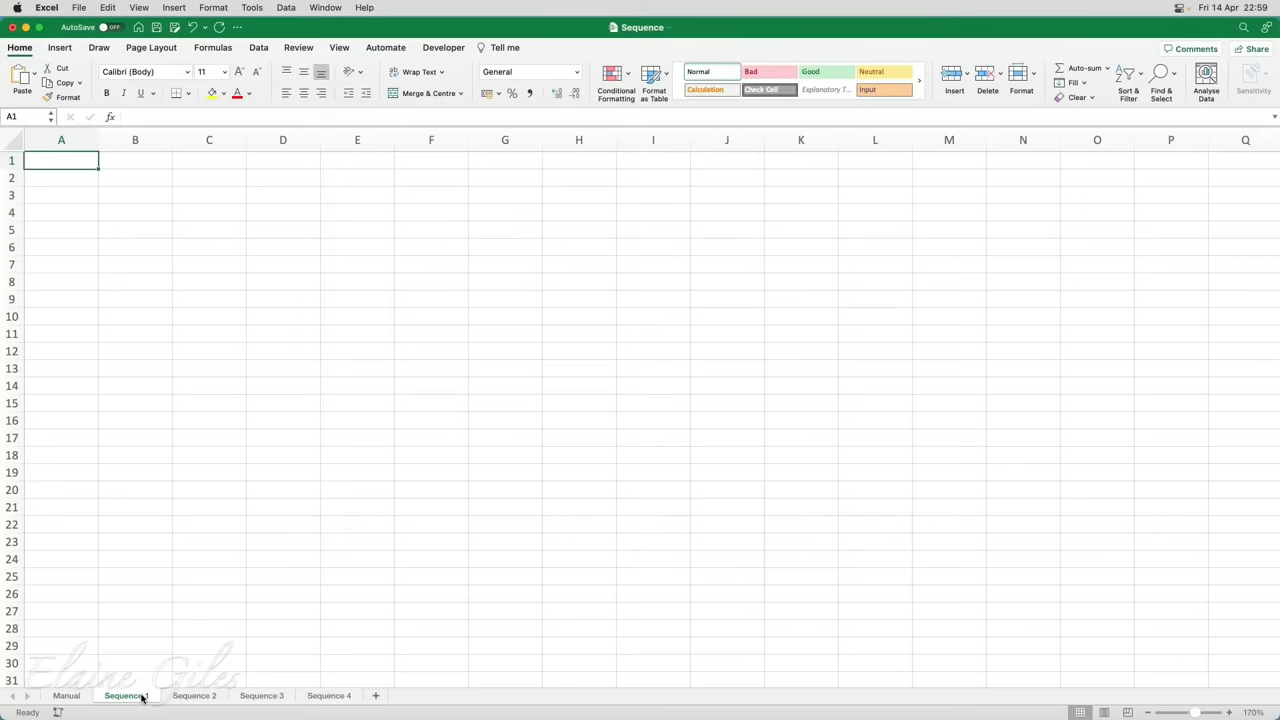 Excel File Edit View Insert Format Tools Data Window Help Fri 14 Apr 22:59
AutoSave OFF Sequence
Home Insert Draw Page Layout Formulas Data Review View Automate Developer Tell me Comments Share
Paste Cut Copy Format
Calibri (Body) 11 Wrap Text General
B I U A Merge & Centre %
Conditional Formatting Format as Table
Normal Bad Good Neutral
Calculation Check Cell Explanatory T... Input
Insert Delete Format
Auto-sum Fill Clear
Sort & Filter Find & Select Analyse Data Sensitivity
A1 fx
A B C D E F G H I J K L M N O P Q
1
2
3
4
5
6
7
8
9
10
11
12
13
14
15
16
17
18
19
20
21
22
23
24
25
26
27
28
29
30
31
Elaine Giles
Manual Sequence 1 Sequence 2 Sequence 3 Sequence 4 +
Ready 170%